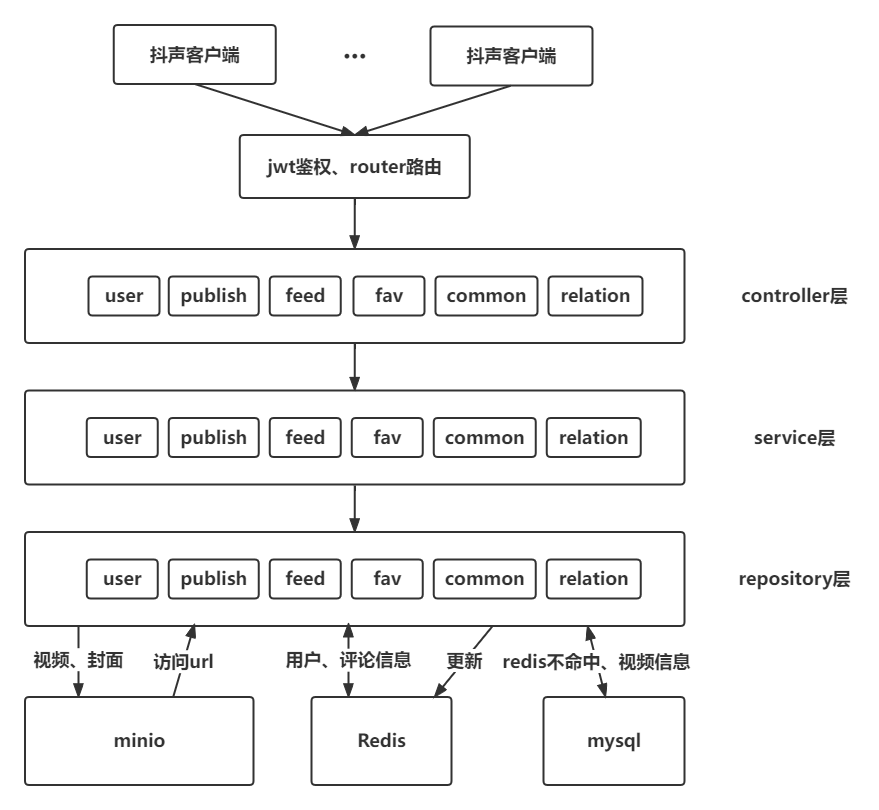 抖声客户端
...
抖声客户端
jwt鉴权、router路由
user publish feed fav common relation controller层
user publish feed fav common relation service层
user publish feed fav common relation repository层
视频、封面 访问url 用户、评论信息 更新 redis不命中、视频信息
minio Redis mysql